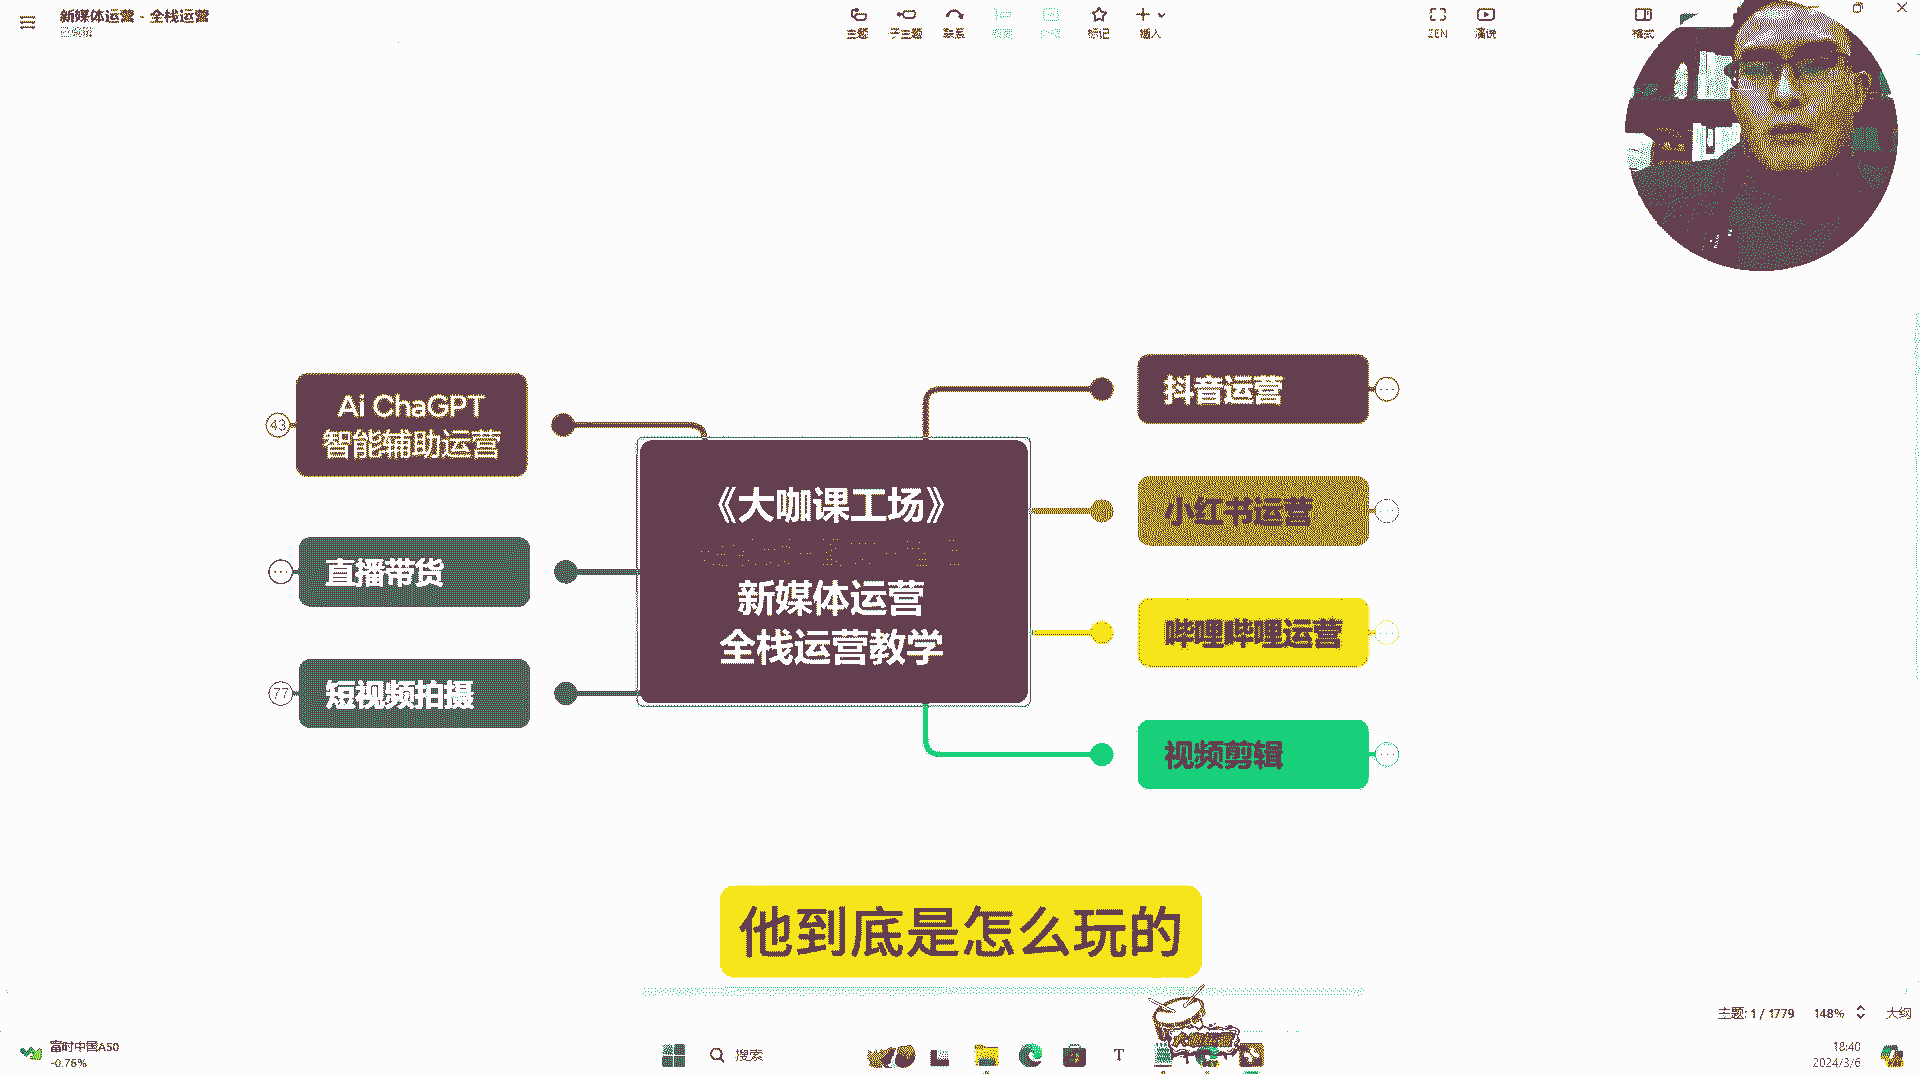 新媒体运营 - 全栈运营
已编辑
主题
子主题
联系
标记
插入
ZEN
演说
格式
Ai ChaGPT
智能辅助运营
43
直播带货
短视频拍摄
77
《大咖课工场》
新媒体运营
全栈运营教学
抖音运营
小红书运营
哔哩哔哩运营
视频剪辑
他到底是怎么玩的
主题: 1 / 1779
148%
大纲
富时中国A50
-0.76%
搜索
18:40
2024/3/6